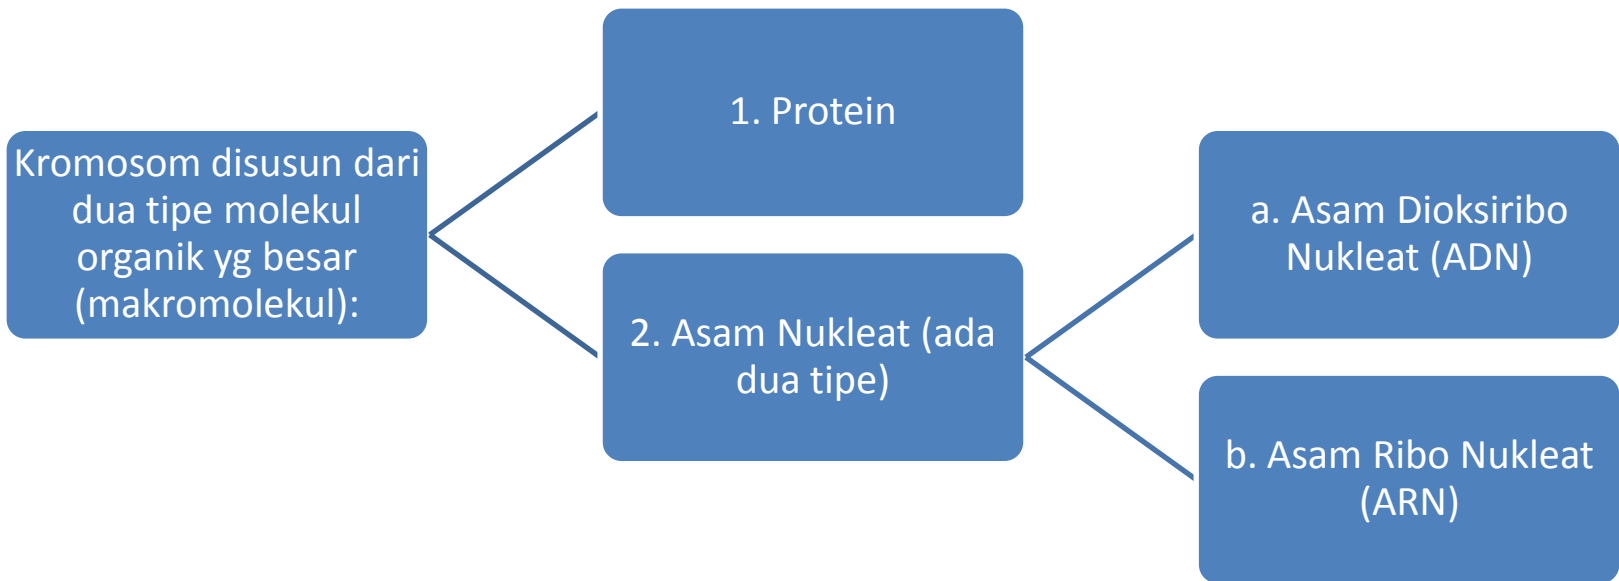 Kromosom disusun dari
dua tipe molekul
organik yg besar
(makromolekul):
1. Protein
2. Asam Nukleat (ada
dua tipe)
a. Asam Dioksiribo
Nukleat (ADN)
b. Asam Ribo Nukleat
(ARN)